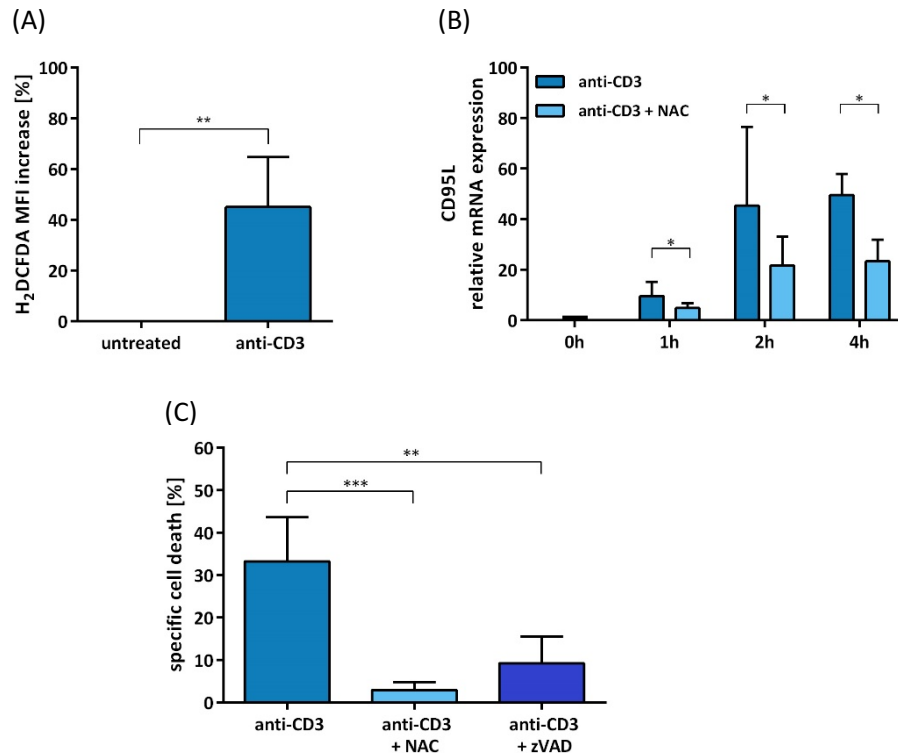 (A)
H₂DCFDA MFI increase [%]
100
80
60
40
20
0
**
untreated
anti-CD3
(B)
CD95L
relative mRNA expression
100
80
60
40
20
0
anti-CD3
anti-CD3 + NAC
*
*
*
0h
1h
2h
4h
(C)
specific cell death [%]
60
50
40
30
20
10
0
**
***
anti-CD3
anti-CD3
+ NAC
anti-CD3
+ zVAD